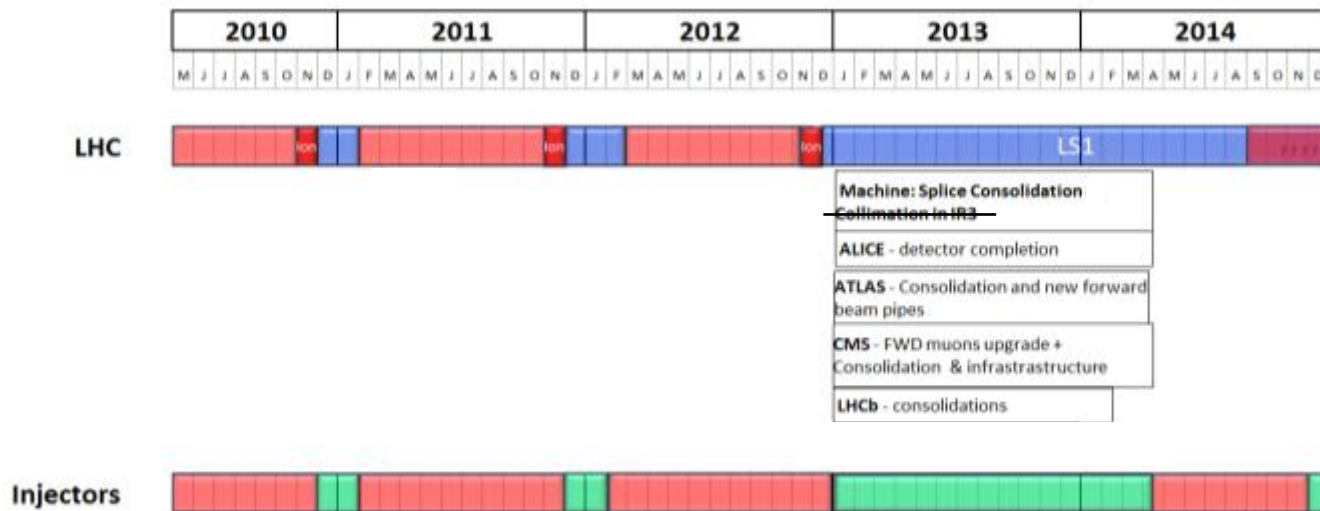 2010 2011 2012 2013 2014
M J J A S O N D J F M A M J J A S O N D J F M A M J J A S O N D J F M A M J J A S O N D J F M A M J J A S O N D
LHC Ion Ion Ion LS1
Machine: Splice Consolidation
Collimation in IR3
ALICE - detector completion
ATLAS - Consolidation and new forward
beam pipes
CMS - FWD muons upgrade +
Consolidation & infrastrastructure
LHCb - consolidations
Injectors